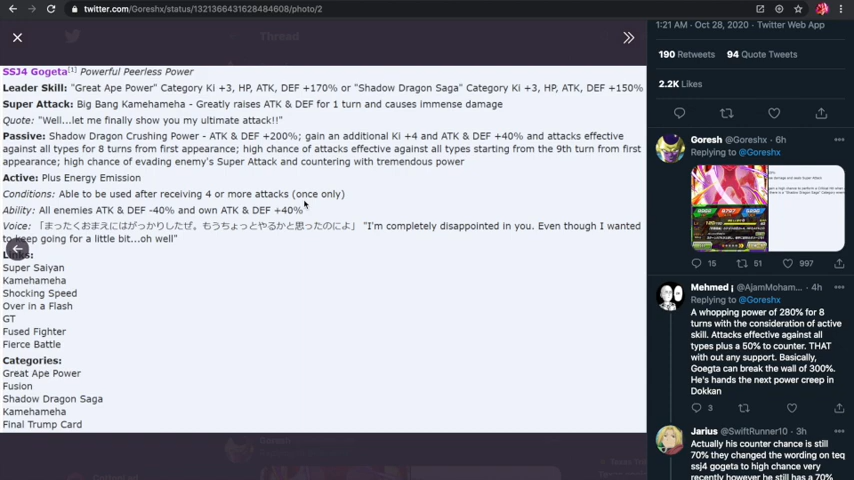 twitter.com/Goreshx/status/1321366431628484608/photo/2
Thread
SSJ4 Gogeta[1] Powerful Peerless Power
Leader Skill: "Great Ape Power" Category Ki +3, HP, ATK, DEF +170% or "Shadow Dragon Saga" Category Ki +3, HP, ATK, DEF +150%
Super Attack: Big Bang Kamehameha - Greatly raises ATK & DEF for 1 turn and causes immense damage
Quote: "Well...let me finally show you my ultimate attack!!"
Passive: Shadow Dragon Crushing Power - ATK & DEF +200%; gain an additional Ki +4 and ATK & DEF +40% and attacks effective
against all types for 8 turns from first appearance; high chance of attacks effective against all types starting from the 9th turn from first
appearance; high chance of evading enemy's Super Attack and countering with tremendous power
Active: Plus Energy Emission
Conditions: Able to be used after receiving 4 or more attacks (once only)
Ability: All enemies ATK & DEF -40% and own ATK & DEF +40%
Voice: 「まったくおまえにはがっかりしたぜ。もうちょっとやるかと思ったのによ」 "I'm completely disappointed in you. Even though I wanted
to keep going for a little bit...oh well"
Links:
Super Saiyan
Kamehameha
Shocking Speed
Over in a Flash
GT
Fused Fighter
Fierce Battle
Categories:
Great Ape Power
Fusion
Shadow Dragon Saga
Kamehameha
Final Trump Card
1:21 AM · Oct 28, 2020 · Twitter Web App
190 Retweets 94 Quote Tweets
2.2K Likes
Goresh @Goreshx · 6h
Replying to @Goreshx
15 51 997
Mehmed @AjamMoham... · 4h
Replying to @Goreshx
A whopping power of 280% for 8
turns with the consideration of active
skill. Attacks effective against all
types plus a 50% to counter. THAT
with out any support. Basically,
Goegta can break the wall of 300%.
He's hands the next power creep in
Dokkan
3
Jarius @SwiftRunner10 · 3h
Actually his counter chance is still
70% they changed the wording on teq
ssj4 gogeta to high chance very
recently however he still has a 70%